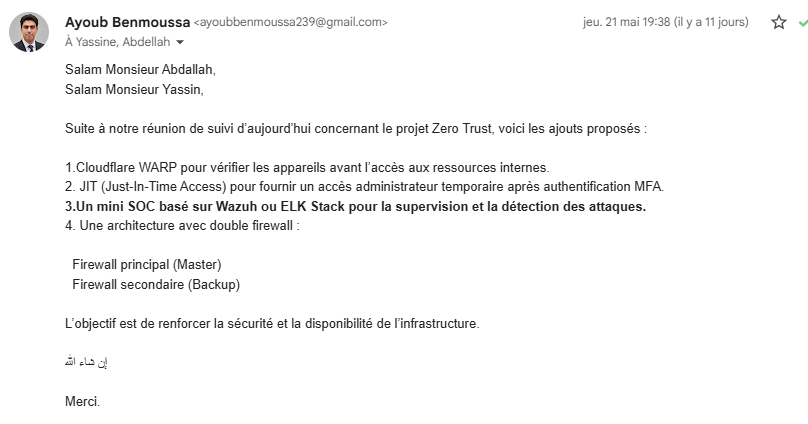 Ayoub Benmoussa <ayoubbenmoussa239@gmail.com>
jeu. 21 mai 19:38 (il y a 11 jours)
À Yassine, Abdellah
Salam Monsieur Abdallah,
Salam Monsieur Yassin,
Suite à notre réunion de suivi d’aujourd’hui concernant le projet Zero Trust, voici les ajouts proposés :
1.Cloudflare WARP pour vérifier les appareils avant l’accès aux ressources internes.
2. JIT (Just-In-Time Access) pour fournir un accès administrateur temporaire après authentification MFA.
3.Un mini SOC basé sur Wazuh ou ELK Stack pour la supervision et la détection des attaques.
4. Une architecture avec double firewall :
Firewall principal (Master)
Firewall secondaire (Backup)
L’objectif est de renforcer la sécurité et la disponibilité de l’infrastructure.
إن شاء الله
Merci.